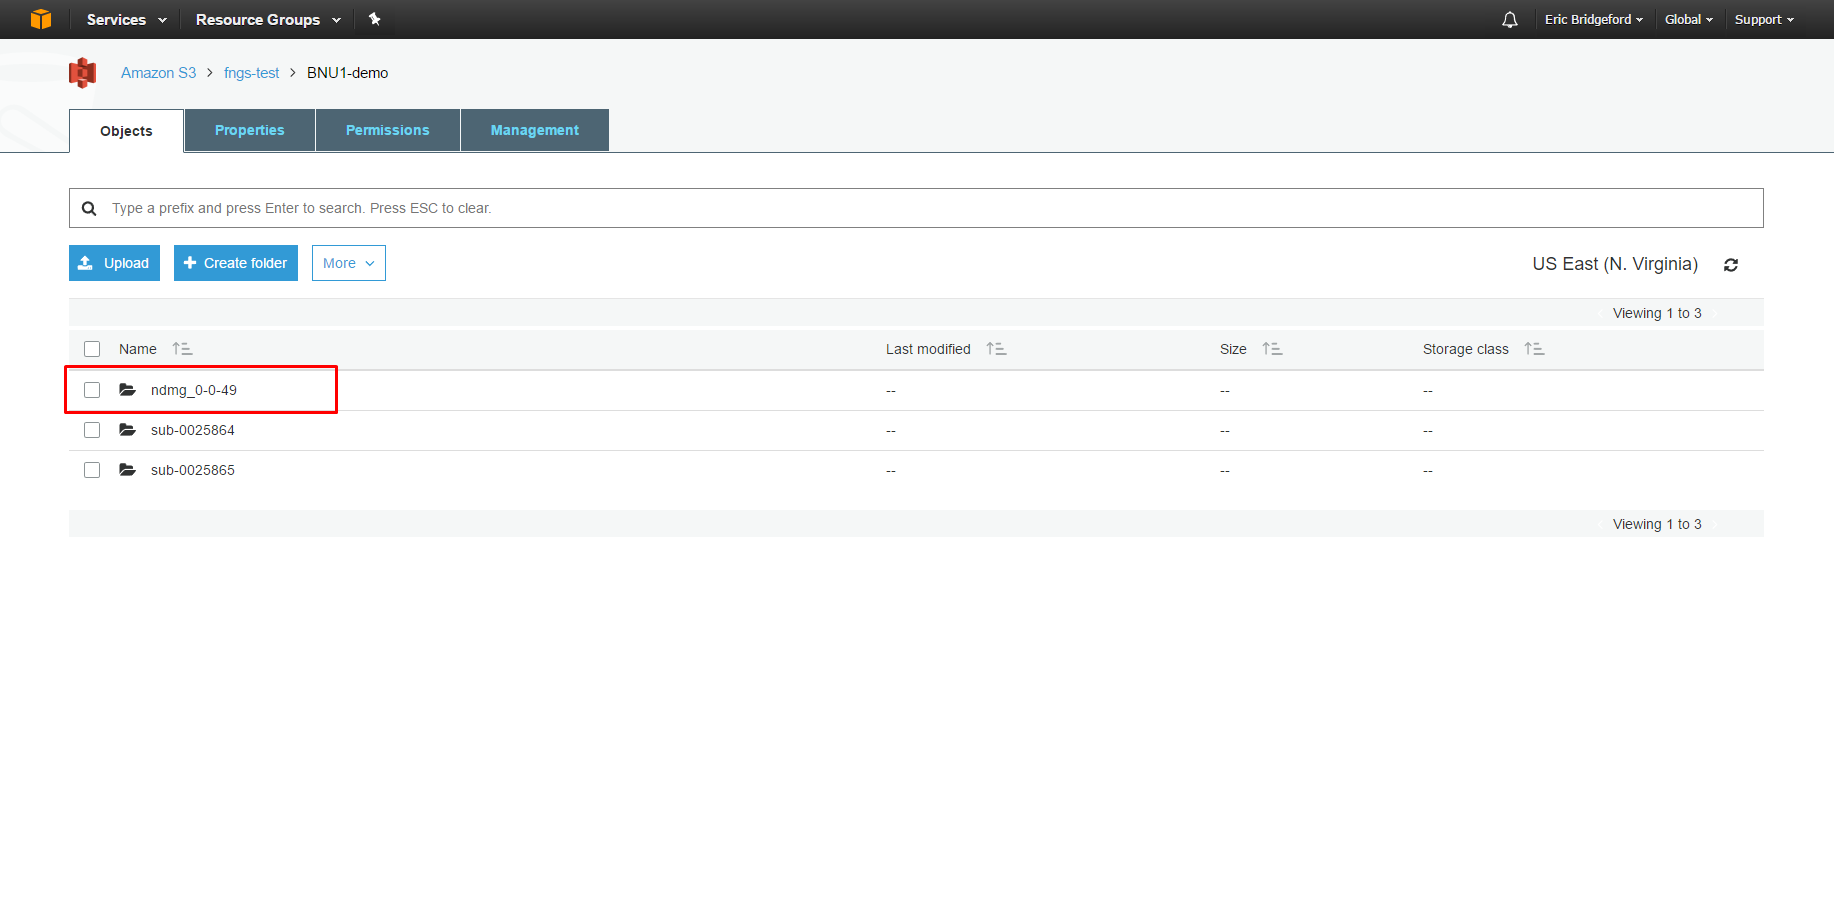 Services Resource Groups Eric Bridgeford Global Support
Amazon S3 > fngs-test > BNU1-demo
Objects Properties Permissions Management
Type a prefix and press Enter to search. Press ESC to clear.
Upload + Create folder More US East (N. Virginia)
Viewing 1 to 3
Name Last modified Size Storage class
ndmg_0-0-49 -- -- --
sub-0025864 -- -- --
sub-0025865 -- -- --
Viewing 1 to 3